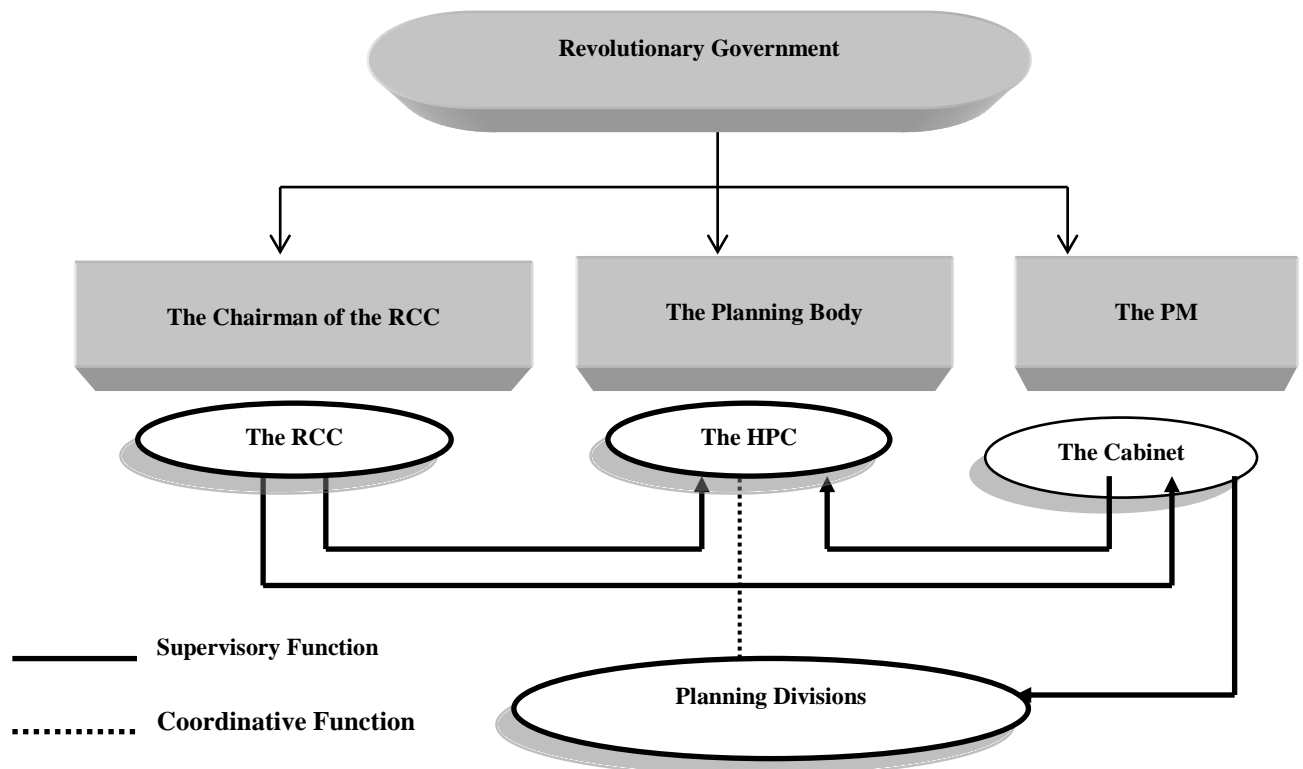 Revolutionary Government
The Chairman of the RCC
The Planning Body
The PM
The RCC
The HPC
The Cabinet
Supervisory Function
Planning Divisions
Coordinative Function